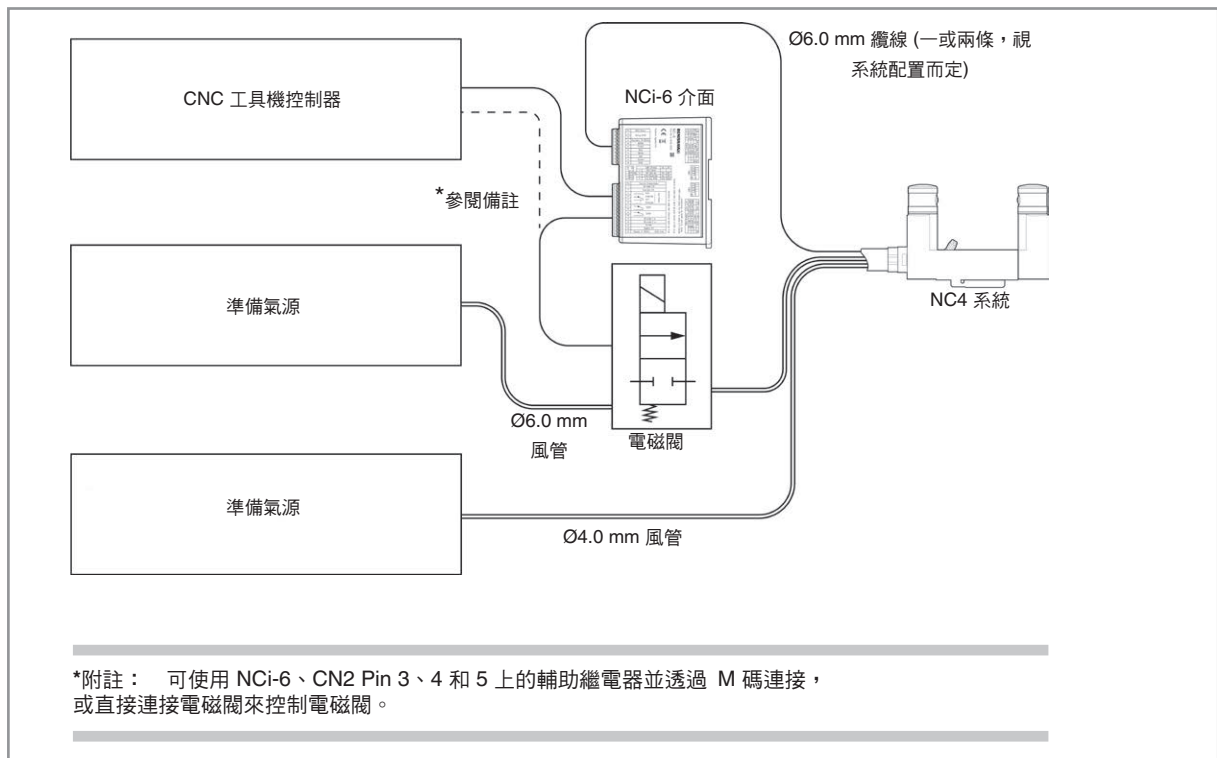 Ø6.0 mm 纜線 (一或兩條，視
系統配置而定)
CNC 工具機控制器
NCi-6 介面
*參閱備註
準備氣源
NC4 系統
Ø6.0 mm
風管
電磁閥
準備氣源
Ø4.0 mm 風管
*附註： 可使用 NCi-6、CN2 Pin 3、4 和 5 上的輔助繼電器並透過 M 碼連接，
或直接連接電磁閥來控制電磁閥。